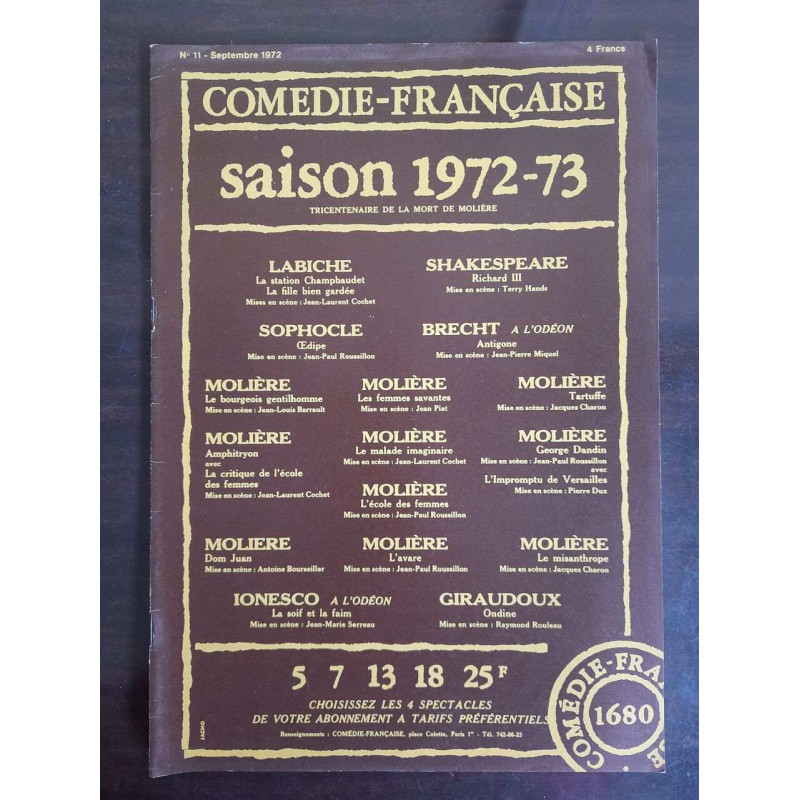 Nº 11 - Septembre 1972
4 Francs
COMEDIE-FRANÇAISE
saison 1972-73
TRICENTENAIRE DE LA MORT DE MOLIÈRE
LABICHE
La station Champbaudet
La fille bien gardée
Mises en scène : Jean-Laurent Cochet
SHAKESPEARE
Richard III
Mise en scène : Terry Hands
SOPHOCLE
Œdipe
Mise en scène : Jean-Paul Roussillon
BRECHT A L'ODÉON
Antigone
Mise en scène : Jean-Pierre Miquel
MOLIÈRE
Le bourgeois gentilhomme
Mise en scène : Jean-Louis Barrault
MOLIÈRE
Les femmes savantes
Mise en scène : Jean Piat
MOLIÈRE
Tartuffe
Mise en scène : Jacques Charon
MOLIÈRE
Amphitryon
avec
La critique de l'école
des femmes
Mise en scène : Jean-Laurent Cochet
MOLIÈRE
Le malade imaginaire
Mise en scène : Jean-Laurent Cochet
MOLIÈRE
L'école des femmes
Mise en scène : Jean-Paul Roussillon
MOLIÈRE
George Dandin
Mise en scène : Jean-Paul Roussillon
avec
L'Impromptu de Versailles
Mise en scène : Pierre Dux
MOLIERE
Dom Juan
Mise en scène : Antoine Bourseiller
MOLIÈRE
L'avare
Mise en scène : Jean-Paul Roussillon
MOLIÈRE
Le misanthrope
Mise en scène : Jacques Charon
IONESCO A L'ODÉON
La soif et la faim
Mise en scène : Jean-Marie Serreau
GIRAUDOUX
Ondine
Mise en scène : Raymond Rouleau
5 7 13 18 25 F
CHOISISSEZ LES 4 SPECTACLES
DE VOTRE ABONNEMENT A TARIFS PRÉFÉRENTIELS
Renseignements : COMÉDIE-FRANÇAISE, place Colette, Paris 1er - Tél. 742-86-23
JACNO
COMÉDIE-FRA
SE
1680